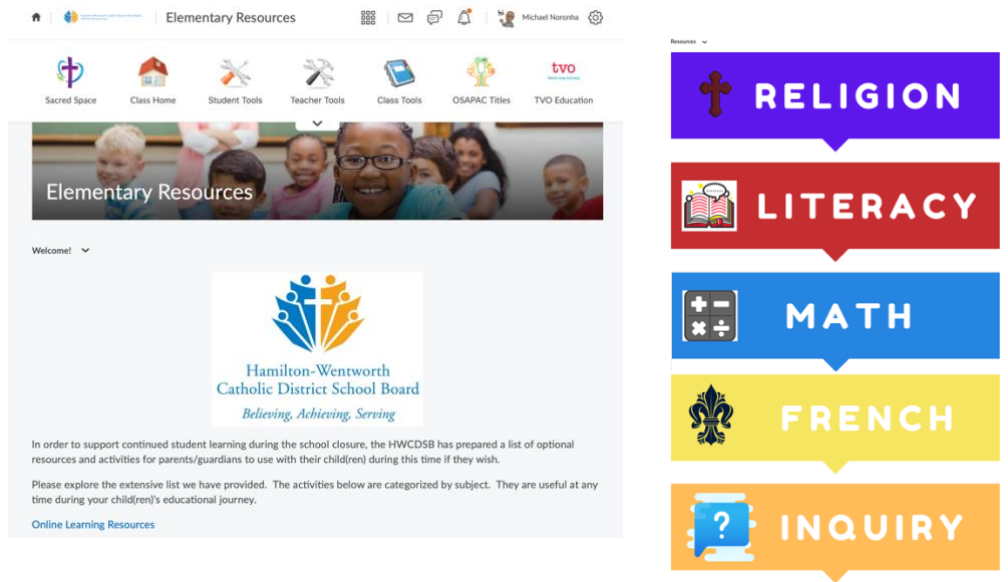 Elementary Resources
Michael Noronha
Sacred Space
Class Home
Student Tools
Teacher Tools
Class Tools
OSAPAC Titles
tvo
TVO Education
Elementary Resources
Welcome!
Hamilton-Wentworth
Catholic District School Board
Believing, Achieving, Serving
In order to support continued student learning during the school closure, the HWCDSB has prepared a list of optional
resources and activities for parents/guardians to use with their child(ren) during this time if they wish.
Please explore the extensive list we have provided. The activities below are categorized by subject. They are useful at any
time during your child(ren)'s educational journey.
Online Learning Resources
Resources
RELIGION
LITERACY
MATH
FRENCH
INQUIRY